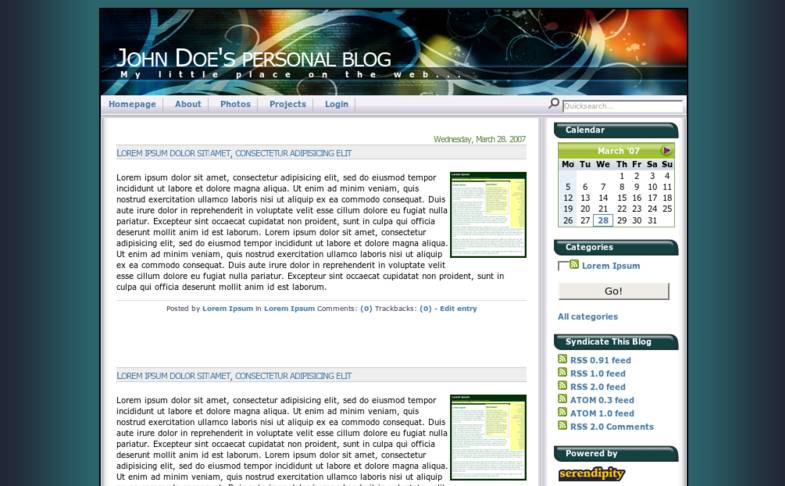 John Doe's personal blog
My little place on the web...
Homepage About Photos Projects Login
Quicksearch...
Wednesday, March 28. 2007
Lorem ipsum dolor sit amet, consectetur adipisicing elit
Lorem ipsum dolor sit amet, consectetur adipisicing elit, sed do eiusmod tempor
incididunt ut labore et dolore magna aliqua. Ut enim ad minim veniam, quis
nostrud exercitation ullamco laboris nisi ut aliquip ex ea commodo consequat. Duis
aute irure dolor in reprehenderit in voluptate velit esse cillum dolore eu fugiat nulla
pariatur. Excepteur sint occaecat cupidatat non proident, sunt in culpa qui officia
deserunt mollit anim id est laborum. Lorem ipsum dolor sit amet, consectetur
adipisicing elit, sed do eiusmod tempor incididunt ut labore et dolore magna aliqua.
Ut enim ad minim veniam, quis nostrud exercitation ullamco laboris nisi ut aliquip
ex ea commodo consequat. Duis aute irure dolor in reprehenderit in voluptate velit
esse cillum dolore eu fugiat nulla pariatur. Excepteur sint occaecat cupidatat non proident, sunt in
culpa qui officia deserunt mollit anim id est laborum.
Posted by Lorem Ipsum in Lorem Ipsum Comments: (0) Trackbacks: (0) - Edit entry
Lorem ipsum dolor sit amet, consectetur adipisicing elit
Lorem ipsum dolor sit amet, consectetur adipisicing elit, sed do eiusmod tempor
incididunt ut labore et dolore magna aliqua. Ut enim ad minim veniam, quis
nostrud exercitation ullamco laboris nisi ut aliquip ex ea commodo consequat. Duis
aute irure dolor in reprehenderit in voluptate velit esse cillum dolore eu fugiat nulla
pariatur. Excepteur sint occaecat cupidatat non proident, sunt in culpa qui officia
deserunt mollit anim id est laborum. Lorem ipsum dolor sit amet, consectetur
adipisicing elit, sed do eiusmod tempor incididunt ut labore et dolore magna aliqua.
Ut enim ad minim veniam, quis nostrud exercitation ullamco laboris nisi ut aliquip
Calendar
March '07
Mo Tu We Th Fr Sa Su
1 2 3 4
5 6 7 8 9 10 11
12 13 14 15 16 17 18
19 20 21 22 23 24 25
26 27 28 29 30 31
Categories
Lorem Ipsum
Go!
All categories
Syndicate This Blog
RSS 0.91 feed
RSS 1.0 feed
RSS 2.0 feed
ATOM 0.3 feed
ATOM 1.0 feed
RSS 2.0 Comments
Powered by
serendipity